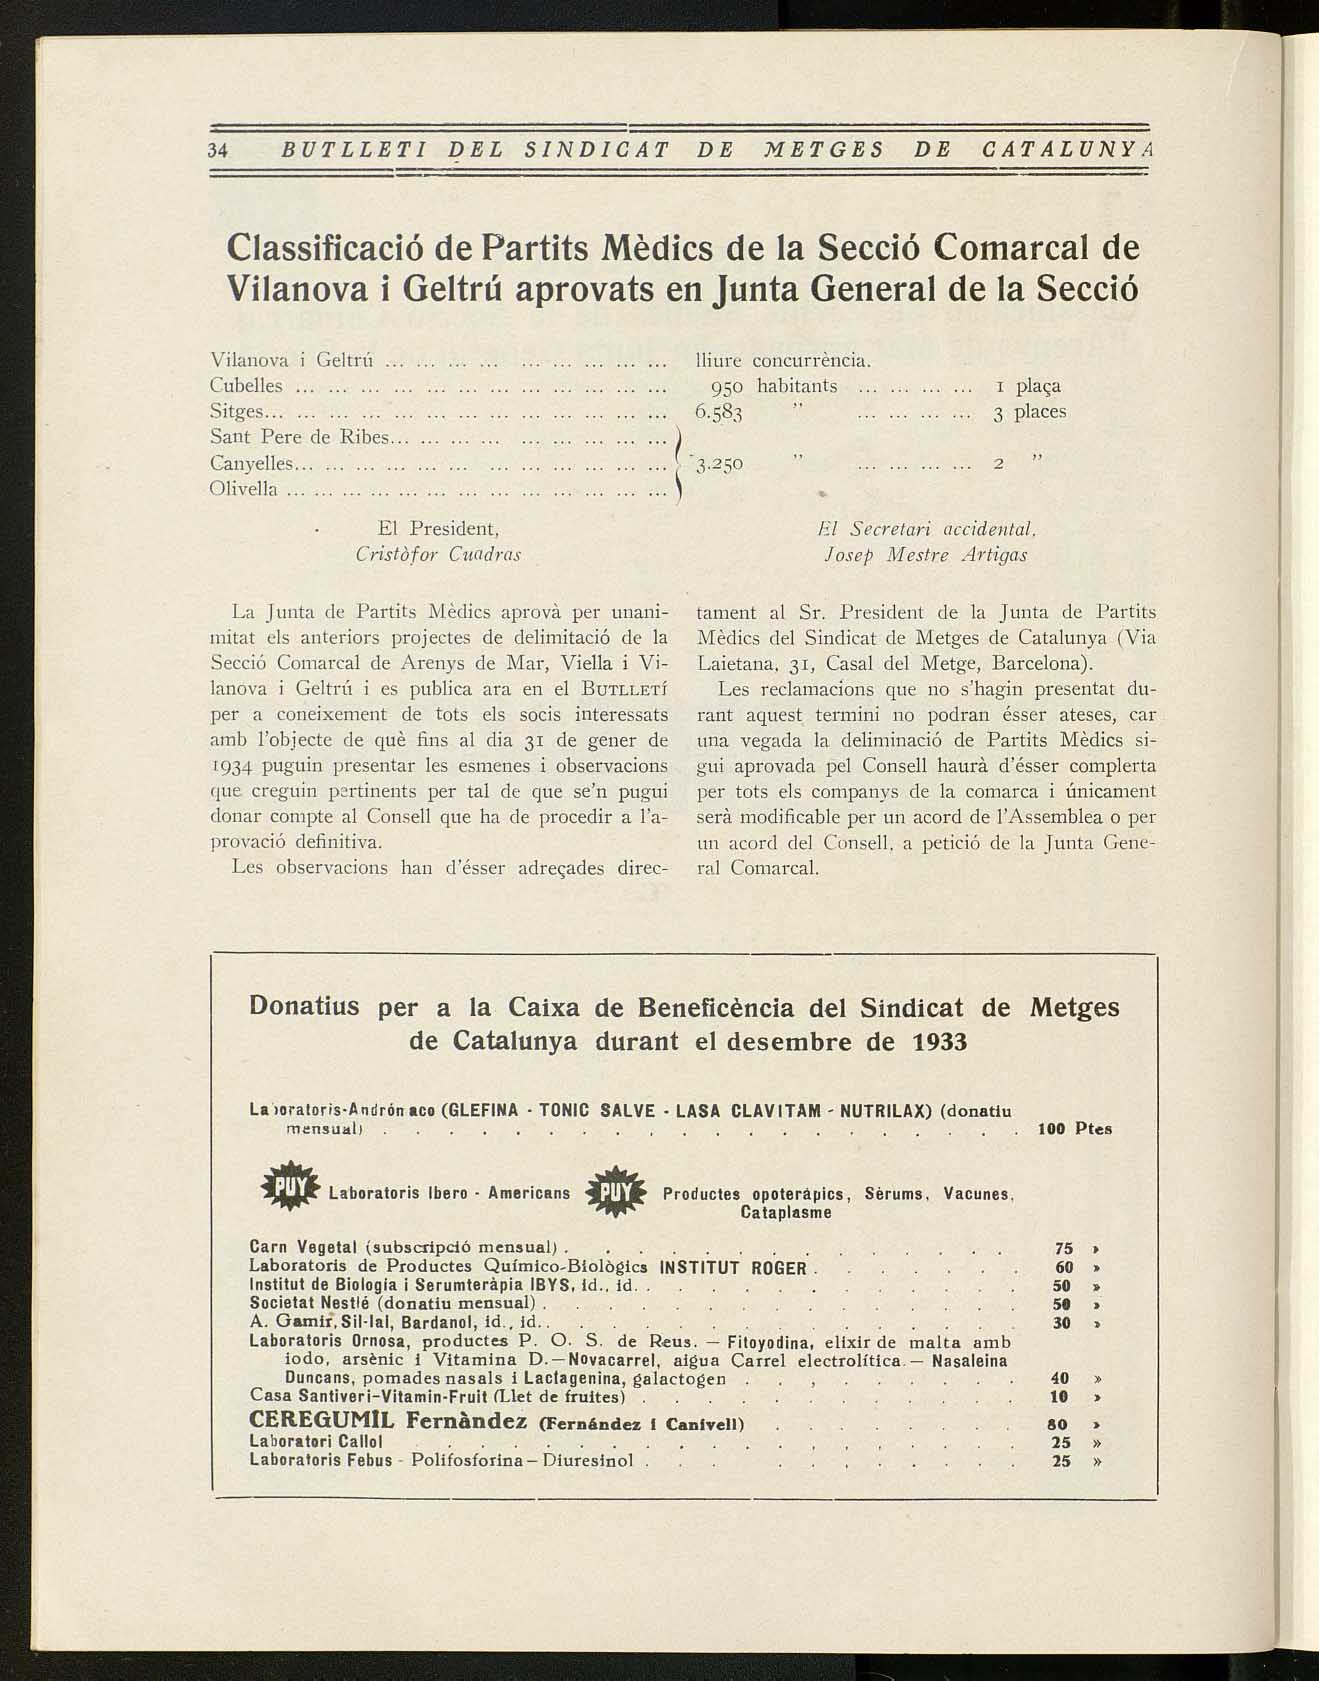 34 BUTLLETI DEL SINDICAT DE METGES DE CATALUNYA
Classificació de Partits Mèdics de la Secció Comarcal de
Vilanova i Geltrú aprovats en Junta General de la Secció
Vilanova i Geltrú ... ... ... ... ... ... ... ... ... lliure concurrència.
Cubelles ... ... ... ... ... ... ... ... ... ... ... ... 950 habitants ... ... ... ... 1 plaça
Sitges... ... ... ... ... ... ... ... ... ... ... ... ... 6.583 " ... ... ... ... 3 places
Sant Pere de Ribes... ... ... ... ... ... ... ... ...
Canyelles... ... ... ... ... ... ... ... ... ... ... ... 3.250 " ... ... ... ... 2 "
Olivella ... ... ... ... ... ... ... ... ... ... ... ... ...
El President,
Cristòfor Cuadras
El Secretari accidental,
Josep Mestre Artigas
La Junta de Partits Mèdics aprovà per unani-
mitat els anteriors projectes de delimitació de la
Secció Comarcal de Arenys de Mar, Viella i Vi-
lanova i Geltrú i es publica ara en el BUTLLETÍ
per a coneixement de tots els socis interessats
amb l'objecte de què fins al dia 31 de gener de
1934 puguin presentar les esmenes i observacions
que creguin pertinents per tal de que se'n pugui
donar compte al Consell que ha de procedir a l'a-
provació definitiva.
Les observacions han d'ésser adreçades direc-
tament al Sr. President de la Junta de Partits
Mèdics del Sindicat de Metges de Catalunya (Via
Laietana, 31, Casal del Metge, Barcelona).
Les reclamacions que no s'hagin presentat du-
rant aquest termini no podran ésser ateses, car
una vegada la deliminació de Partits Mèdics si-
gui aprovada pel Consell haurà d'ésser complerta
per tots els companys de la comarca i únicament
serà modificable per un acord de l'Assemblea o per
un acord del Consell, a petició de la Junta Gene-
ral Comarcal.
Donatius per a la Caixa de Beneficència del Sindicat de Metges
de Catalunya durant el desembre de 1933
Laboratoris-Andrómaco (GLEFINA - TONIC SALVE - LASA CLAVITAM - NUTRILAX) (donatiu
mensual) . . . . . . . . . . . . . . . . . . . . 100 Ptes
PUY Laboratoris Ibero - Americans PUY Productes opoteràpics, Sèrums, Vacunes,
Cataplasme
Carn Vegetal (subscripció mensual) . . . . . . . . . . . . . . 75 »
Laboratoris de Productes Químico-Biològics INSTITUT ROGER . . . . . . . 60 »
Institut de Biologia i Serumteràpia IBYS, id., id. . . . . . . . . . . . . 50 »
Societat Nestlé (donatiu mensual) . . . . . . . . . . . . . . . 50 »
A. Gamir, Sil-lal, Bardanol, id., id. . . . . . . . . . . . . . . . 30 »
Laboratoris Ornosa, productes P. O. S. de Reus. — Fitoyodina, elixir de malta amb
iodo, arsènic i Vitamina D. — Novacarrel, aigua Carrel electrolítica. — Nasaleina
Duncans, pomades nasals i Lactagenina, galactogen . . . . . . . . . 40 »
Casa Santiveri-Vitamin-Fruit (Llet de fruites) . . . . . . . . . . . . 10 »
CEREGUMIL Fernàndez (Fernández i Canivell) . . . . . . . . 80 »
Laboratori Callol . . . . . . . . . . . . . . . . . . . 25 »
Laboratoris Febus - Polifosforina — Diuresinol . . . . . . . . . . . 25 »